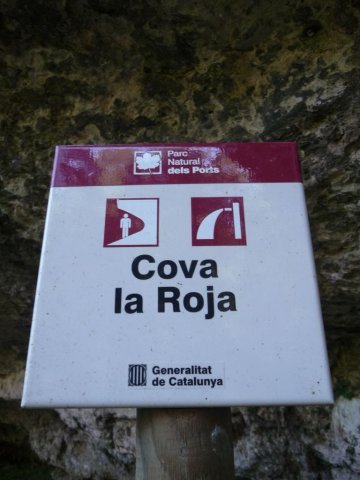 Parc
Natural
dels Ports
Cova
la Roja
Generalitat
de Catalunya